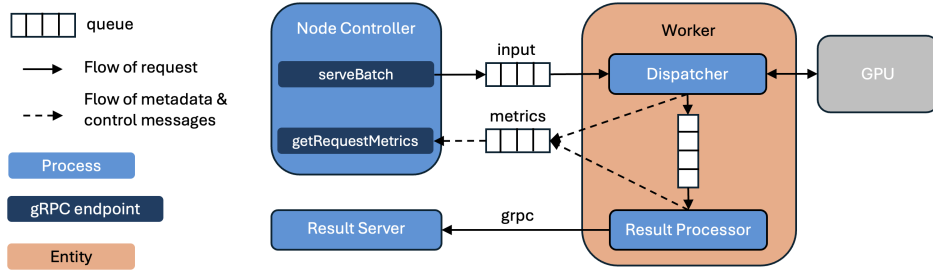 queue
Flow of request
Flow of metadata &
control messages
Process
gRPC endpoint
Entity
Node Controller
serveBatch
getRequestMetrics
input
metrics
Worker
Dispatcher
GPU
Result Server
grpc
Result Processor